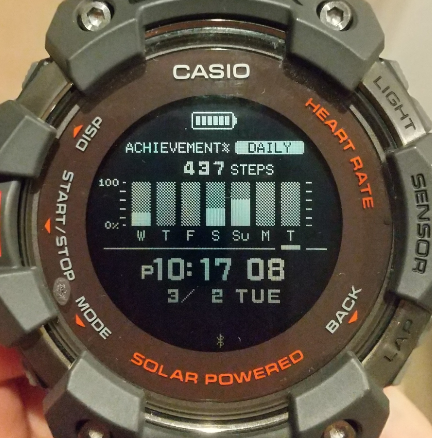 CASIO
LIGHT
DISP
HEART RATE
ACHIEVEMENT% DAILY
437 STEPS
100
0%
W T F S Su M T
START/STOP
SENSOR
P10:17 08
3/ 2 TUE
MODE
BACK
LAP
SOLAR POWERED